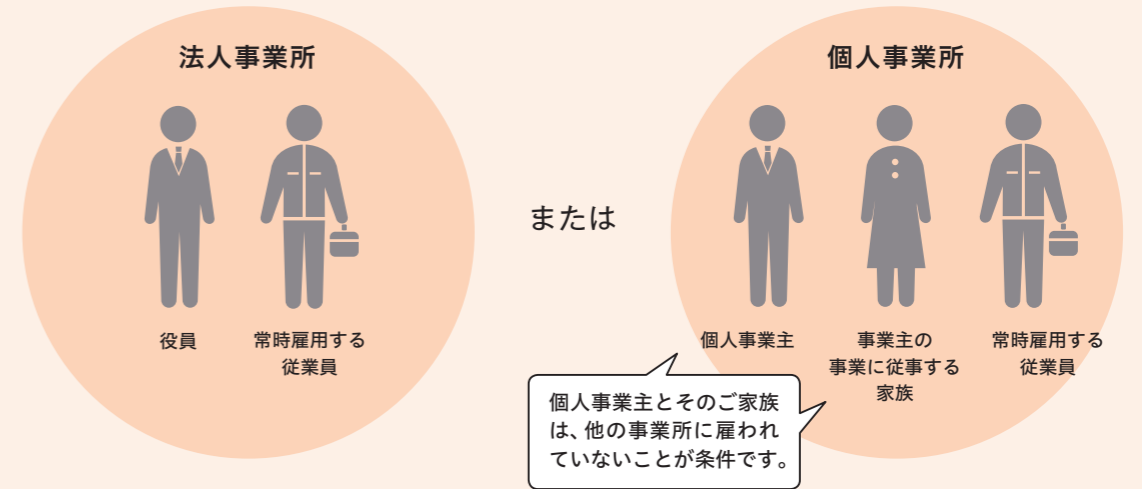 法人事業所
役員
常時雇用する
従業員
または
個人事業所
個人事業主
事業主の
事業に従事する
家族
常時雇用する
従業員
個人事業主とそのご家族
は、他の事業所に雇われ
ていないことが条件です。